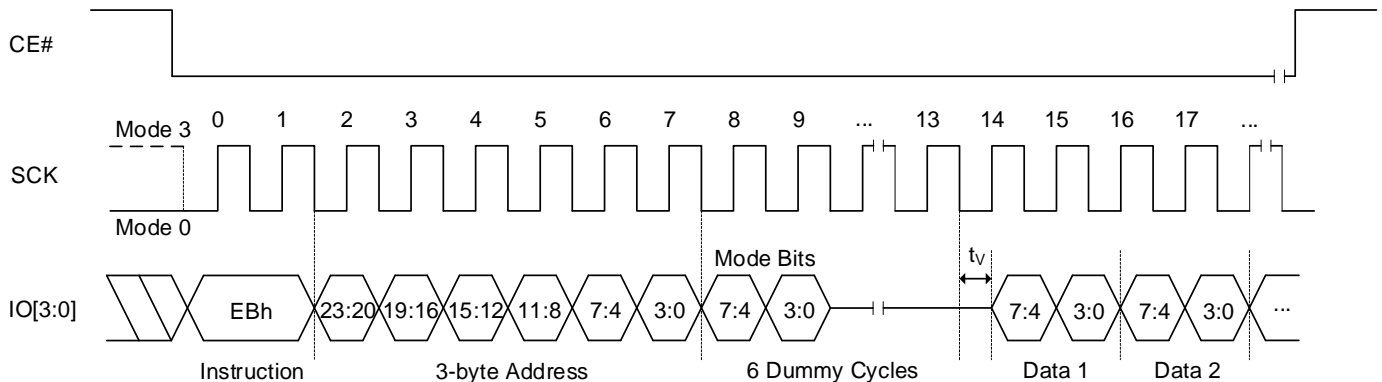 CE#
0 1 2 3 4 5 6 7 8 9 ... 13 14 15 16 17 ...
Mode 3
SCK
Mode 0
Mode Bits tV
IO[3:0] EBh 23:20 19:16 15:12 11:8 7:4 3:0 7:4 3:0 7:4 3:0 7:4 3:0 ...
Instruction 3-byte Address 6 Dummy Cycles Data 1 Data 2